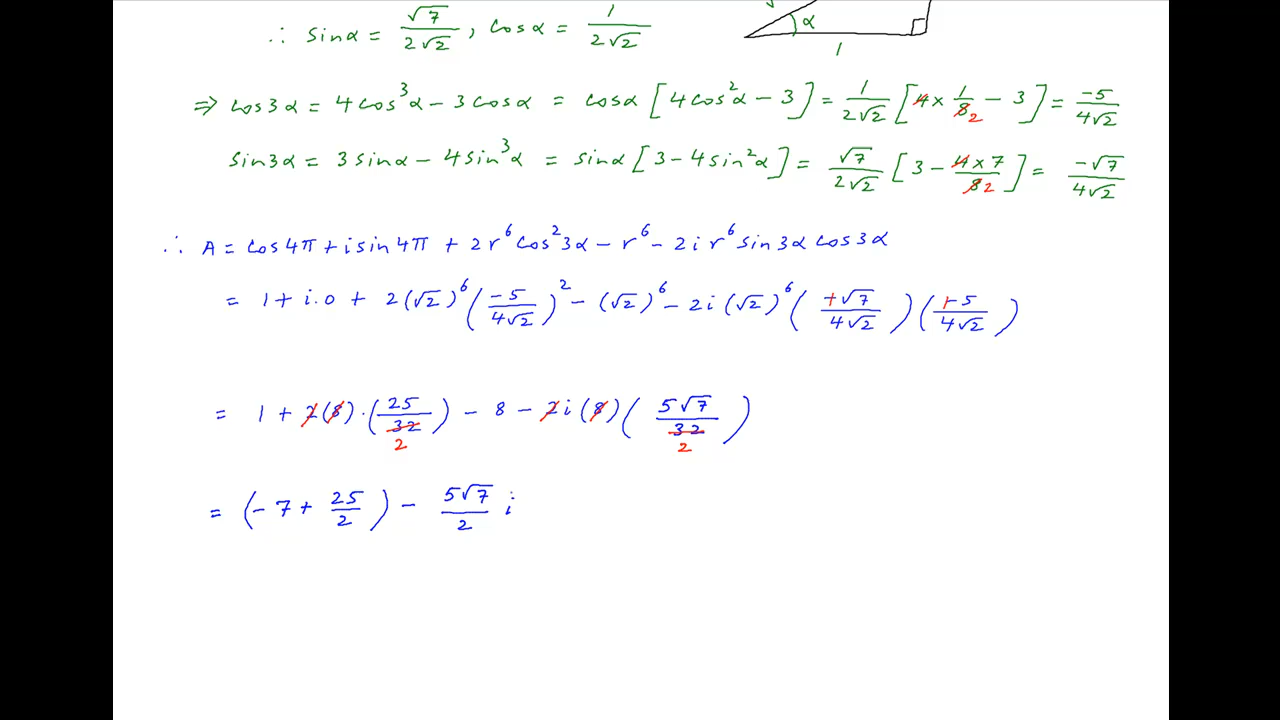 ∴ sinα = √7 / 2√2 , cosα = 1 / 2√2
α
1
⇒ cos3α = 4cos³α − 3cosα = cosα [4cos²α − 3] = 1/2√2 [4 × 1/8 2 − 3] = −5/4√2
sin3α = 3sinα − 4sin³α = sinα [3 − 4sin²α] = √7/2√2 [3 − 4×7/8 2] = −√7/4√2
∴ A = cos4π + i sin4π + 2r⁶cos²3α − r⁶ − 2i r⁶ sin3α cos3α
= 1 + i.0 + 2(√2)⁶ (−5/4√2)² − (√2)⁶ − 2i(√2)⁶ (−√7/4√2)(−5/4√2)
= 1 + 2(8)·(25/32 2) − 8 − 2i(8)(5√7/32 2)
= (−7 + 25/2) − 5√7/2 i